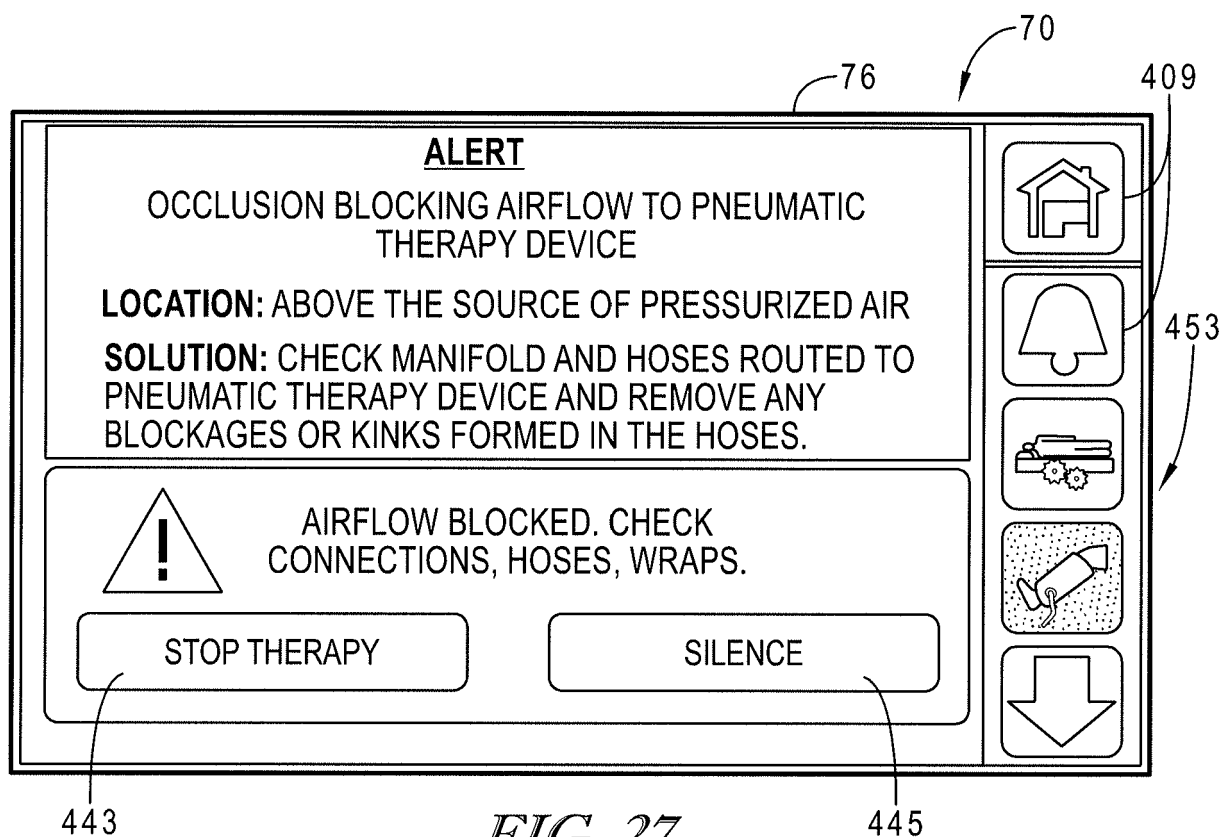 70
76
409
ALERT
OCCLUSION BLOCKING AIRFLOW TO PNEUMATIC
THERAPY DEVICE
LOCATION: ABOVE THE SOURCE OF PRESSURIZED AIR
453
SOLUTION: CHECK MANIFOLD AND HOSES ROUTED TO
PNEUMATIC THERAPY DEVICE AND REMOVE ANY
BLOCKAGES OR KINKS FORMED IN THE HOSES.
!
AIRFLOW BLOCKED. CHECK
CONNECTIONS, HOSES, WRAPS.
STOP THERAPY
SILENCE
443
FIG. 27
445